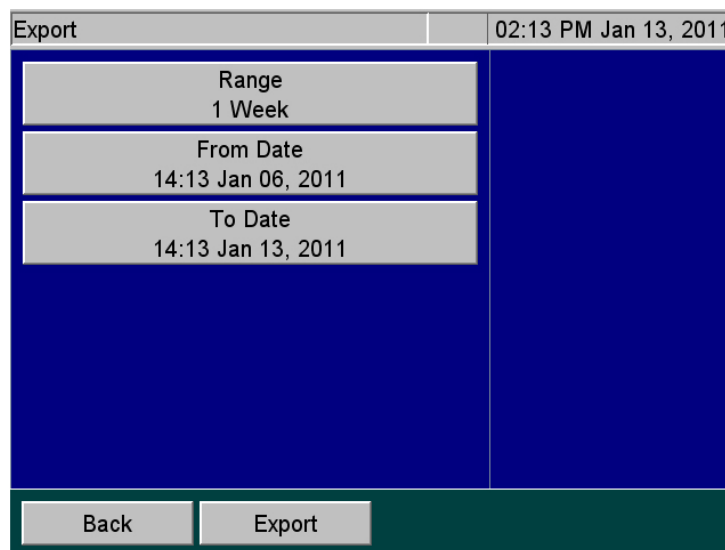 Export
02:13 PM Jan 13, 2011
Range
1 Week
From Date
14:13 Jan 06, 2011
To Date
14:13 Jan 13, 2011
Back
Export